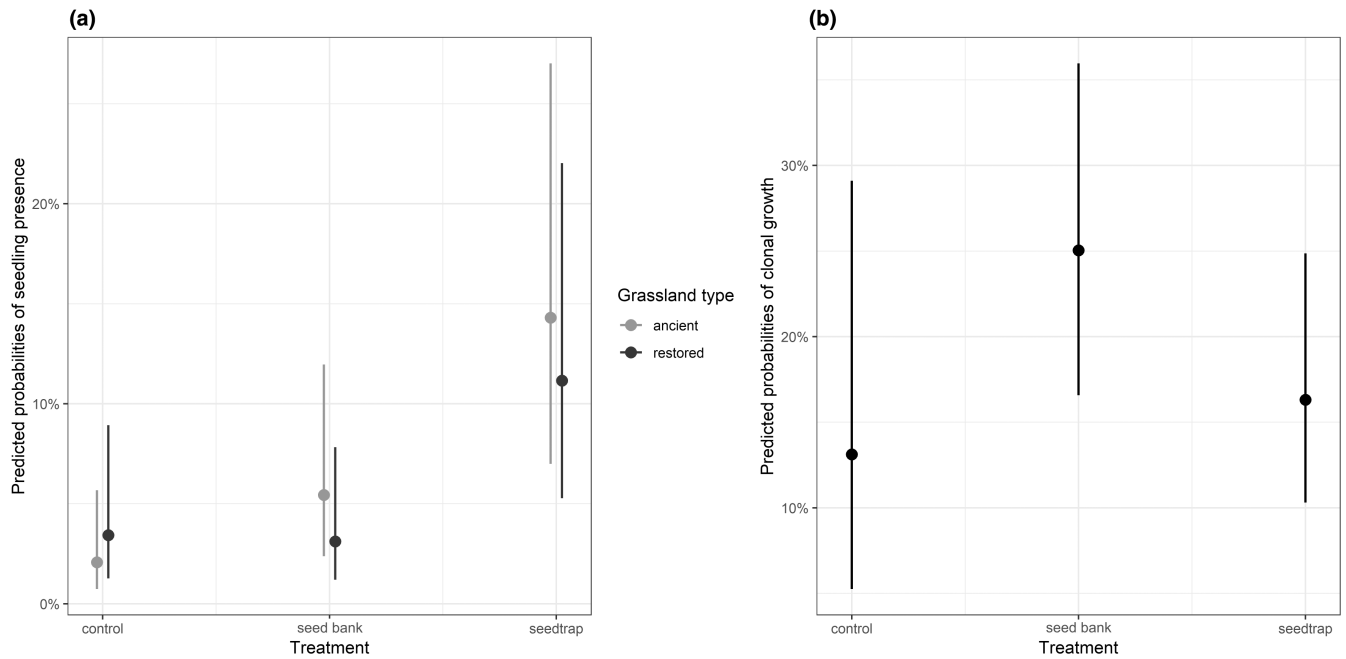 (a)
Predicted probabilities of seedling presence
20%
10%
0%
control
seed bank
seedtrap
Treatment
Grassland type
ancient
restored
(b)
Predicted probabilities of clonal growth
30%
20%
10%
control
seed bank
seedtrap
Treatment